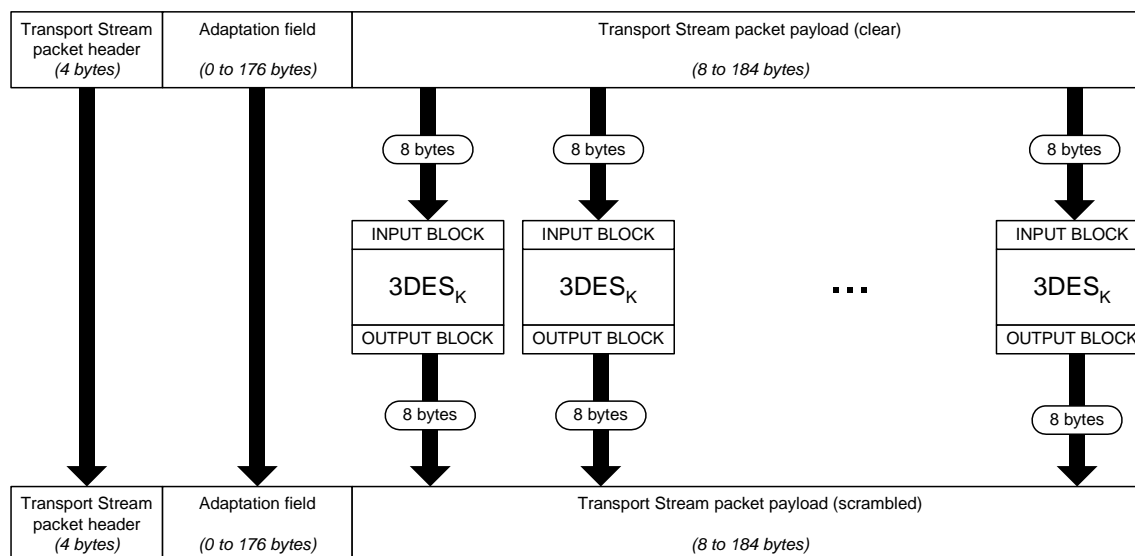 Transport Stream
packet header
(4 bytes)
Adaptation field
(0 to 176 bytes)
Transport Stream packet payload (clear)
(8 to 184 bytes)
8 bytes
8 bytes
8 bytes
INPUT BLOCK
3DESK
OUTPUT BLOCK
INPUT BLOCK
3DESK
OUTPUT BLOCK
...
INPUT BLOCK
3DESK
OUTPUT BLOCK
8 bytes
8 bytes
8 bytes
Transport Stream
packet header
(4 bytes)
Adaptation field
(0 to 176 bytes)
Transport Stream packet payload (scrambled)
(8 to 184 bytes)